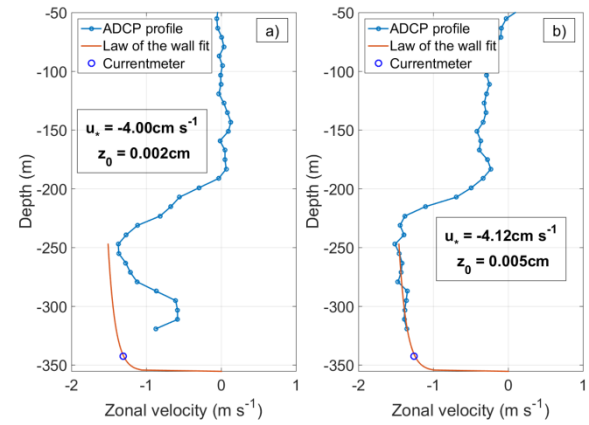 -50
-100
-150
-200
-250
-300
-350
-2
-1
0
1
Depth (m)
Zonal velocity (m s-1)
ADCP profile
Law of the wall fit
Currentmeter
a)
u* = -4.00cm s-1
z0 = 0.002cm
-50
-100
-150
-200
-250
-300
-350
-2
-1
0
1
Depth (m)
Zonal velocity (m s-1)
ADCP profile
Law of the wall fit
Currentmeter
b)
u* = -4.12cm s-1
z0 = 0.005cm